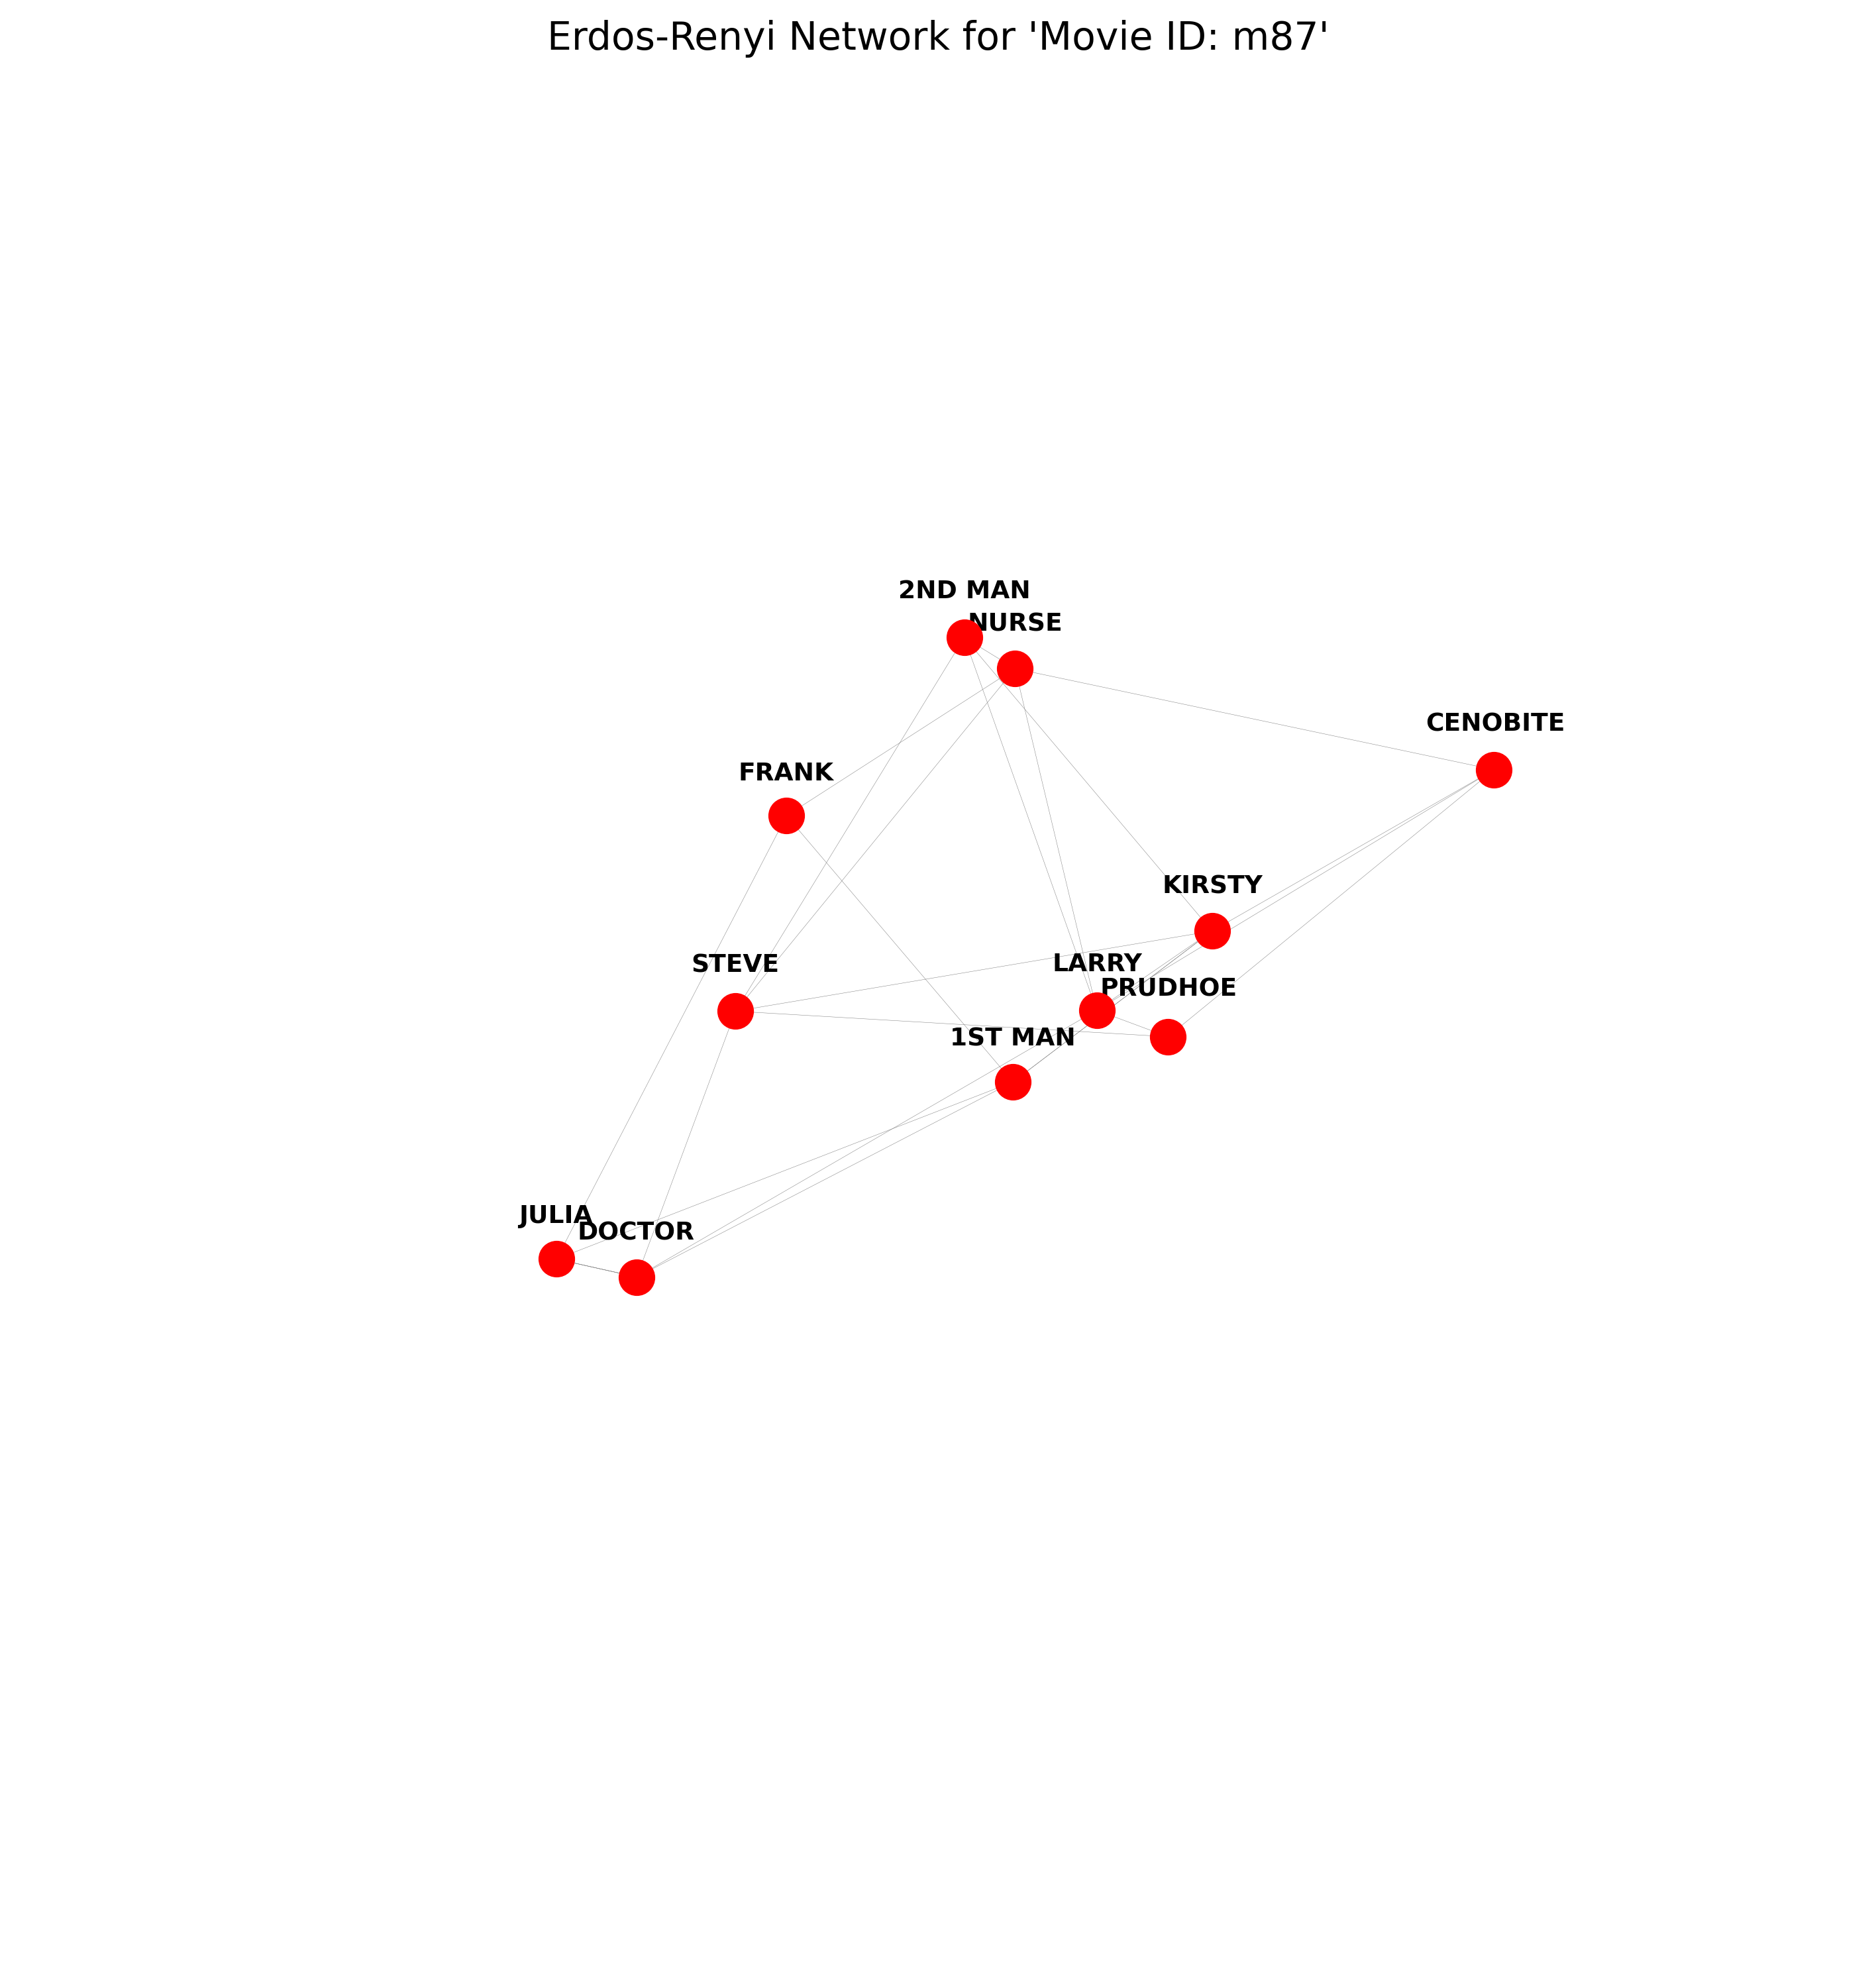 Erdos-Renyi Network for 'Movie ID: m87'
2ND MAN
NURSE
CENOBITE
FRANK
KIRSTY
LARRY
STEVE
PRUDHOE
1ST MAN
JULIA
DOCTOR